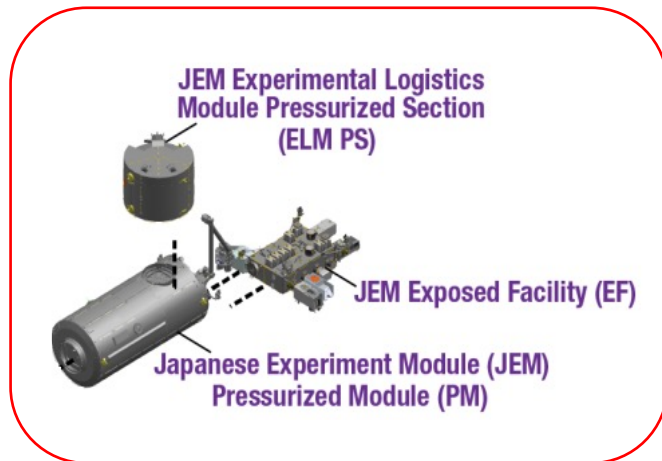 JEM Experimental Logistics
Module Pressurized Section
(ELM PS)
JEM Exposed Facility (EF)
Japanese Experiment Module (JEM)
Pressurized Module (PM)